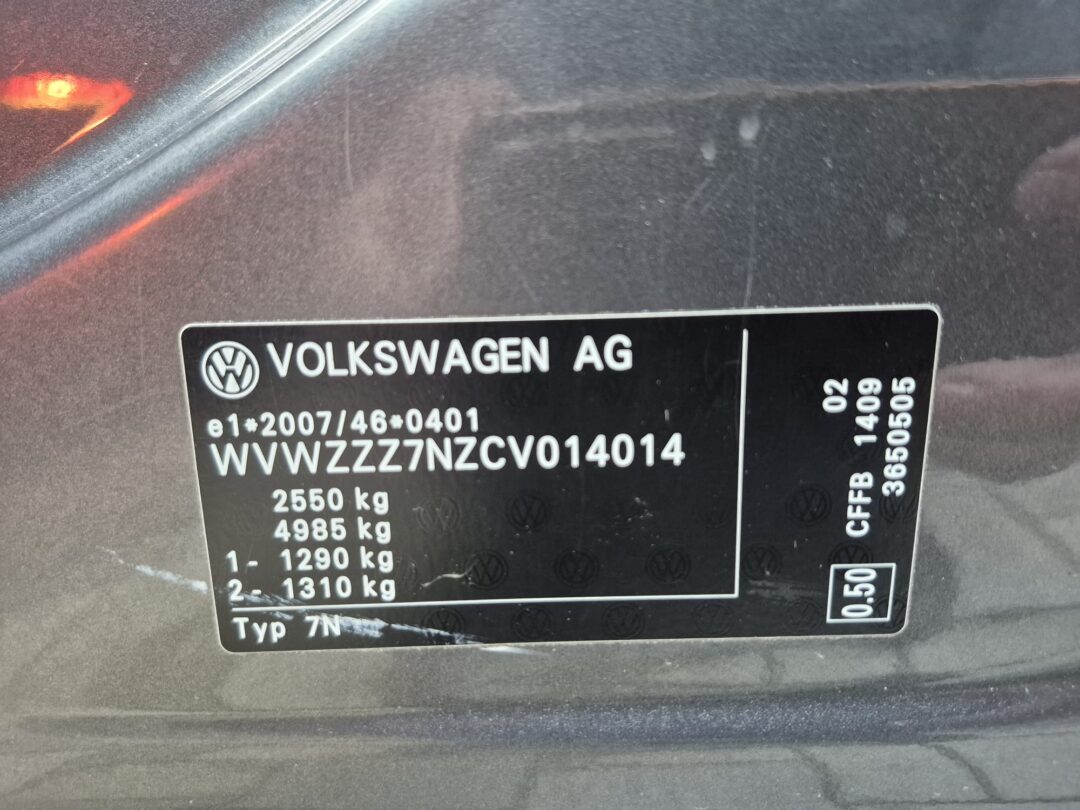 VOLKSWAGEN AG
e1*2007/46*0401
WVWZZZ7NZCV014014
2550 kg
4985 kg
1- 1290 kg
2- 1310 kg
Typ 7N
02
CFFB 1409
3650505
0.50